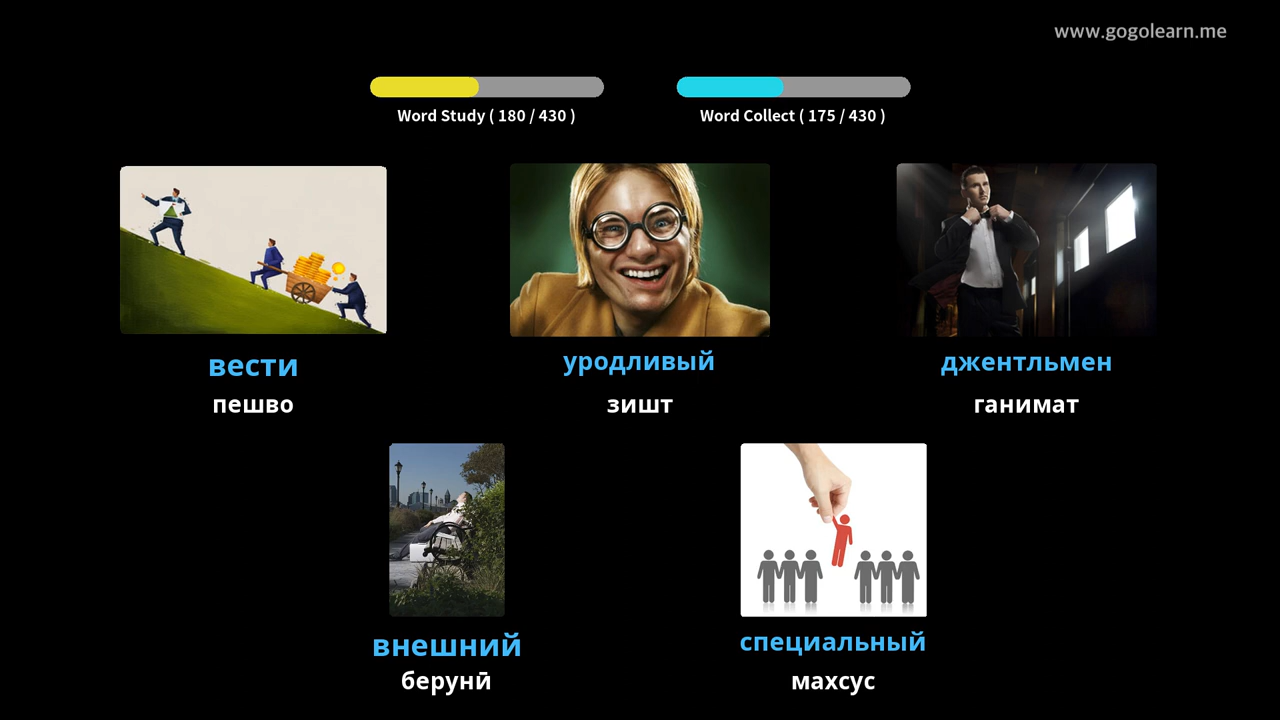 www.gogolearn.me
Word Study ( 180 / 430 )
Word Collect ( 175 / 430 )
вести
пешво
уродливый
зишт
джентльмен
ганимат
внешний
берунӣ
специальный
махсус